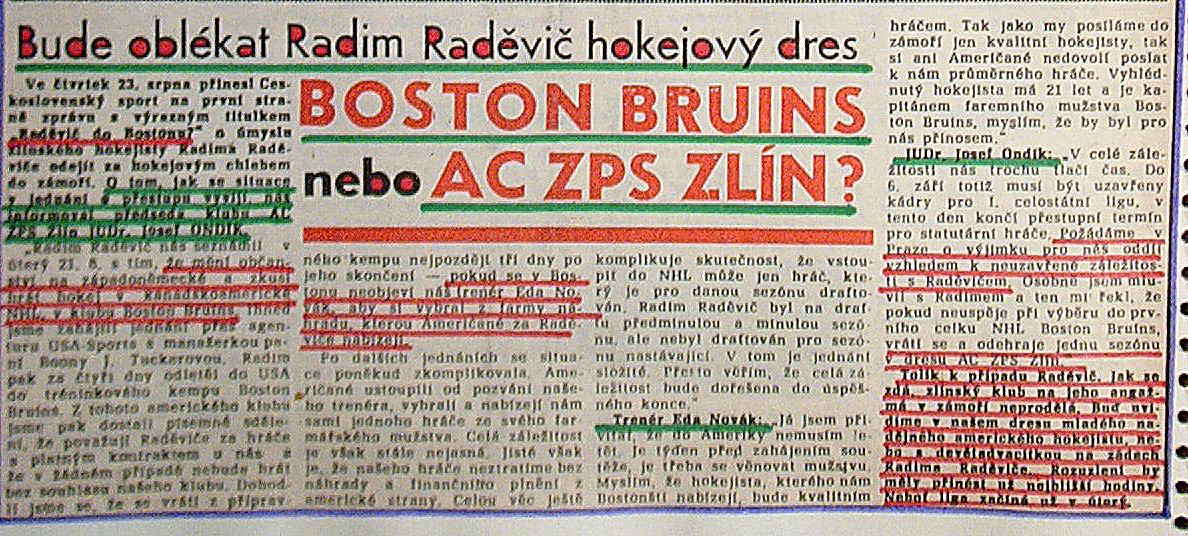 Bude oblékat Radim Raděvič hokejový dres
BOSTON BRUINS
nebo AC ZPS ZLÍN?
Ve čtvrtek 23. srpna přinesl Čes-
koslovenský sport na první stra-
ně zprávu s výrazným titulkem
„Raděvič do Bostonu?" o úmyslu
zlínského hokejisty Radima Radě-
viče odejít za hokejovým chlebem
do zámoří. O tom, jak se situace
v jednání o přestupu vyvíjí, nás
informoval předseda klubu AC
ZPS Zlín JUDr. Josef ONDÍK.
„Radim Raděvič nás seznámil v
úterý 21. 8. s tím, že mění občan-
ství na západoněmecké a zkusí
hrát hokej v kanadskoamerické
NHL v klubu Boston Bruins. Ihned
jsme zahájili jednání přes agen-
turu USA-Sports s manažerkou pa-
ní Boony J. Tuckerovou. Radim
pak za čtyři dny odletěl do USA
do tréninkového kempu Boston
Bruins. Z tohoto amerického klubu
jsme pak dostali písemné sděle-
ní, že považují Raděviče za hráče
s platným kontraktem u nás a
že v žádném případě nebude hrát
bez souhlasu našeho klubu. Dohod-
li jsme se, že se vrátí z příprav-
ného kempu nejpozději tři dny po
jeho skončení — pokud se v Bos-
tonu neobjeví náš trenér Eda No-
vák, aby si vybral z farmy ná-
hradu, kterou Američané za Radě-
viče nabízejí.
Po dalších jednáních se situa-
ce poněkud zkomplikovala. Ame-
ričané ustoupili od pozvání naše-
ho trenéra, vybrali a nabízejí nám
sami jednoho hráče ze svého far-
mářského mužstva. Celá záležitost
je však stále nejasná. Jisté však
je, že našeho hráče neztratíme bez
náhrady a finančního plnění z
americké strany. Celou věc ještě
komplikuje skutečnost, že vstou-
pit do NHL může jen hráč, kte-
rý je pro danou sezónu drafto-
ván. Radim Raděvič byl na draf-
tu předminulou a minulou sezó-
nu, ale nebyl draftován pro sezó-
nu nastávající. V tom je jednání
složité. Přesto věřím, že celá zá-
ležitost bude dořešena do úspěš-
ného konce."
Trenér Eda Novák: „Já jsem při-
vítal, že do Ameriky nemusím le-
tět. Je týden před zahájením sou-
těže, je třeba se věnovat mužstvu.
Myslím, že hokejista, kterého nám
Bostonští nabízejí, bude kvalitním
hráčem. Tak jako my posíláme do
zámoří jen kvalitní hokejisty, tak
si ani Američané nedovolí poslat
k nám průměrného hráče. Vyhléd-
nutý hokejista má 21 let a je ka-
pitánem faremního mužstva Bos-
ton Bruins, myslím, že by byl pro
nás přínosem."
JUDr. Josef Ondík: „V celé zále-
žitosti nás trochu tlačí čas. Do
6. září totiž musí být uzavřeny
kádry pro I. celostátní ligu, v
tento den končí přestupní termín
pro statutární hráče. Požádáme v
Praze o výjimku pro nás oddíl
vzhledem k neuzavřené záležitos-
ti s Raděvičem. Osobně jsem mlu-
vil s Radimem a ten mi řekl, že
pokud neuspěje při výběru do prv-
ního celku NHL Boston Bruins,
vrátí se a odehraje jednu sezónu
v dresu AC ZPS Zlín."
Tolik k případu Raděvič. Jak se
zdá, zlínský klub na jeho angaž-
má v zámoří neprodělá. Buď uvi-
díme v našem dresu mladého na-
dějného amerického hokejistu, ne-
bo s devětadvacítkou na zádech
Radima Raděviče. Rozuzlení by
měly přinést už nejbližší hodiny.
Neboť liga začíná už v úterý.